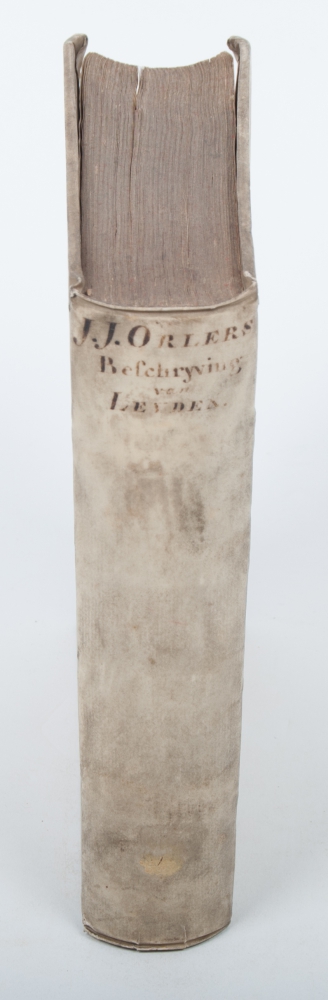 J.J. ORLERS
Beschryving
van
LEYDEN.